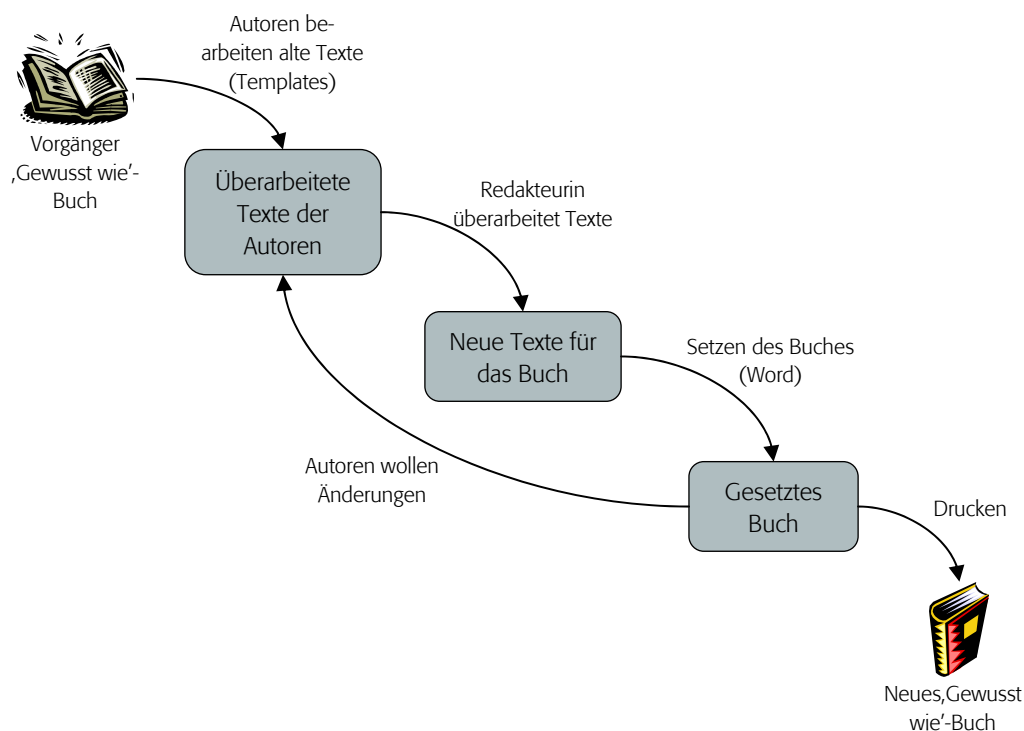 Autoren be-
arbeiten alte Texte
(Templates)
Vorgänger
‚Gewusst wie’-
Buch
Überarbeitete
Texte der
Autoren
Redakteurin
überarbeitet Texte
Neue Texte für
das Buch
Setzen des Buches
(Word)
Autoren wollen
Änderungen
Gesetztes
Buch
Drucken
Neues‚Gewusst
wie’-Buch